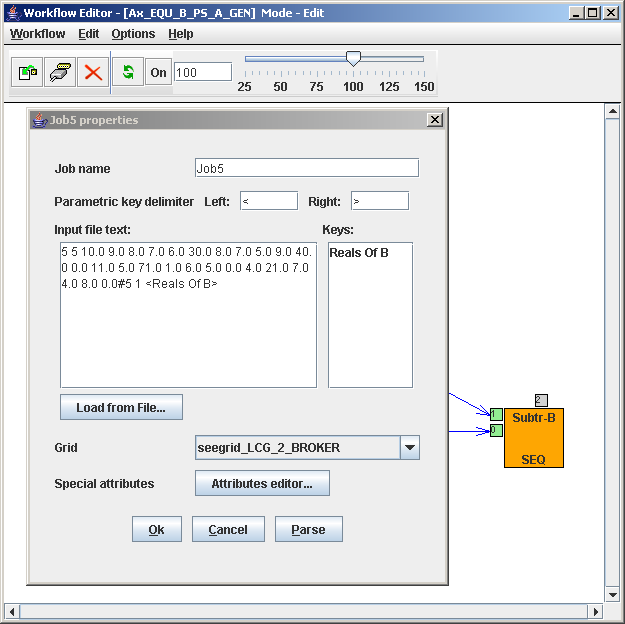 Workflow Editor - [Ax_EQU_B_PS_A_GEN] Mode - Edit
Workflow Edit Options Help
On 100
25 50 75 100 125 150
Job5 properties
Job name Job5
Parametric key delimiter Left: < Right: >
Input file text: Keys:
5 5 10.0 9.0 8.0 7.0 6.0 30.0 8.0 7.0 5.0 9.0 40.
0 0.0 11.0 5.0 71.0 1.0 6.0 5.0 0.0 4.0 21.0 7.0
4.0 8.0 0.0#5 1 <Reals Of B>
Reals Of B
Load from File...
2
1
0
Subtr-B
SEQ
Grid seegrid_LCG_2_BROKER
Special attributes Attributes editor...
Ok Cancel Parse